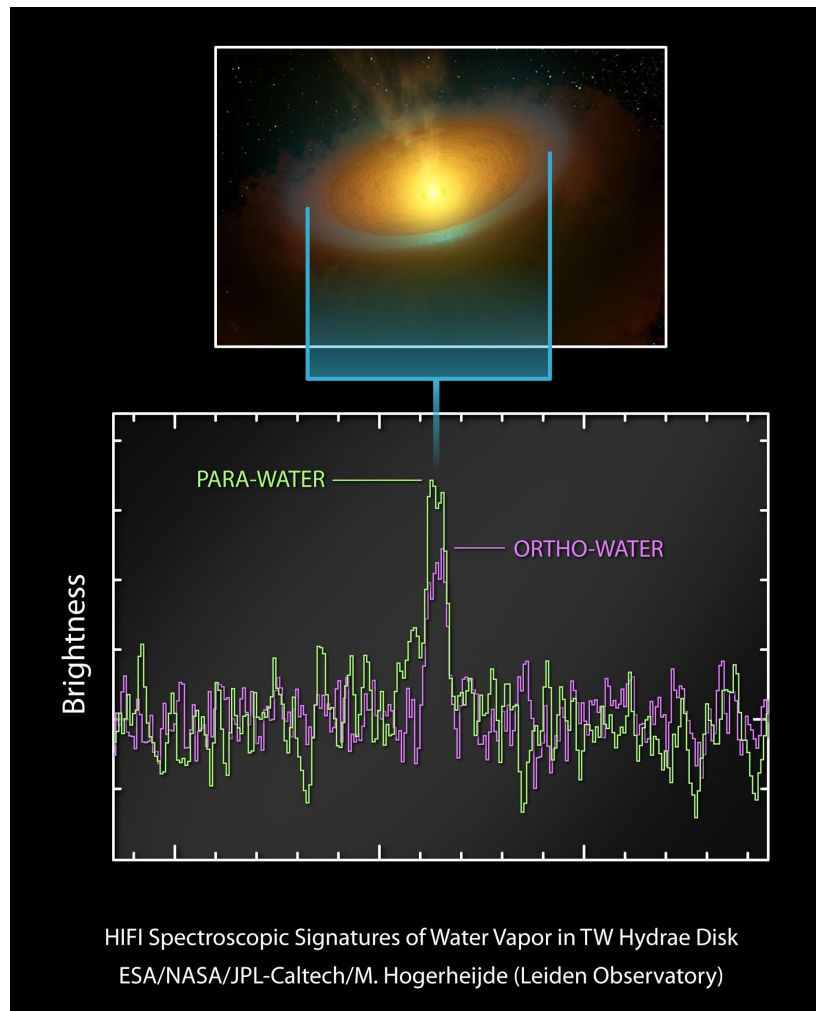 PARA-WATER
ORTHO-WATER
Brightness
HIFI Spectroscopic Signatures of Water Vapor in TW Hydrae Disk
ESA/NASA/JPL-Caltech/M. Hogerheijde (Leiden Observatory)